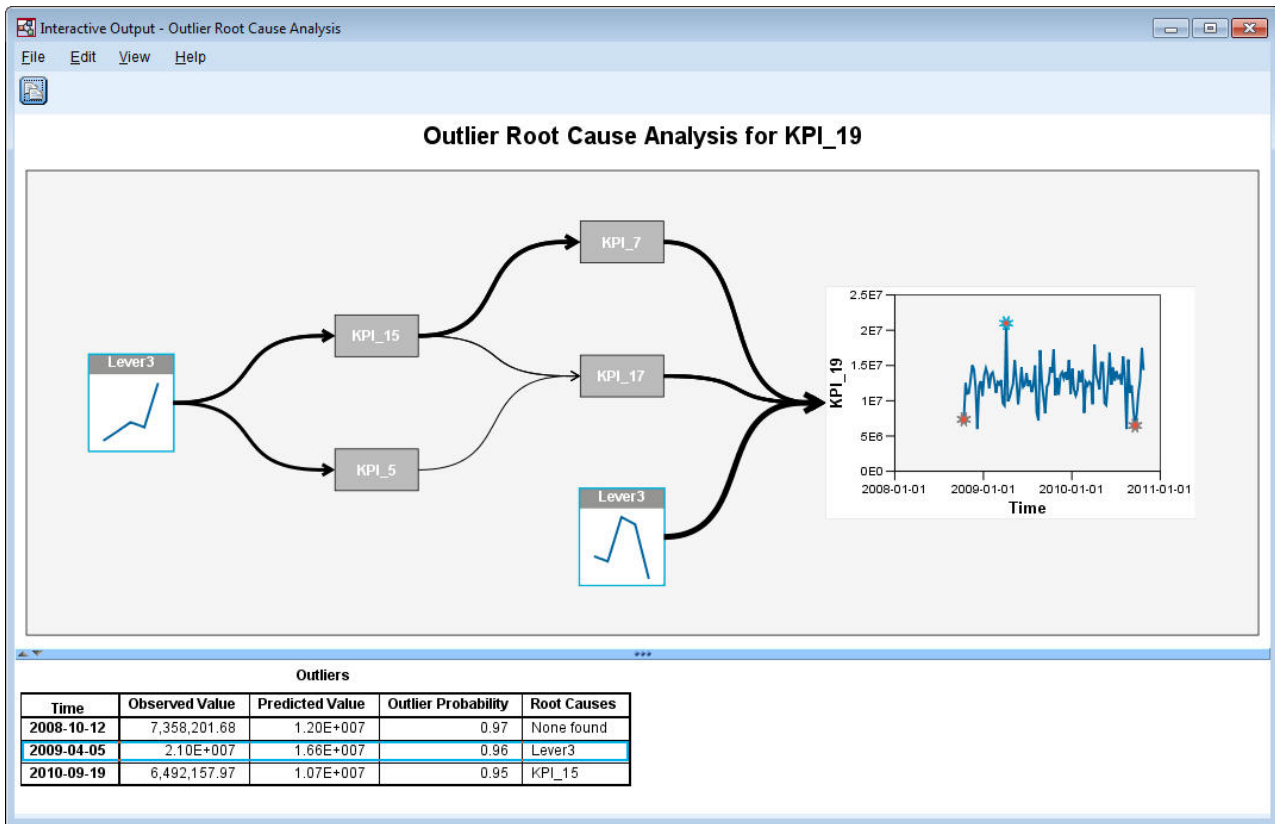 Interactive Output - Outlier Root Cause Analysis
File Edit View Help
Outlier Root Cause Analysis for KPI_19
KPI_7
KPI_15
KPI_17
Lever3
KPI_5
Lever3
KPI_19
2.5E7
2E7
1.5E7
1E7
5E6
0E0
2008-01-01 2009-01-01 2010-01-01 2011-01-01
Time
Outliers
Time Observed Value Predicted Value Outlier Probability Root Causes
2008-10-12 7,358,201.68 1.20E+007 0.97 None found
2009-04-05 2.10E+007 1.66E+007 0.96 Lever3
2010-09-19 6,492,157.97 1.07E+007 0.95 KPI_15